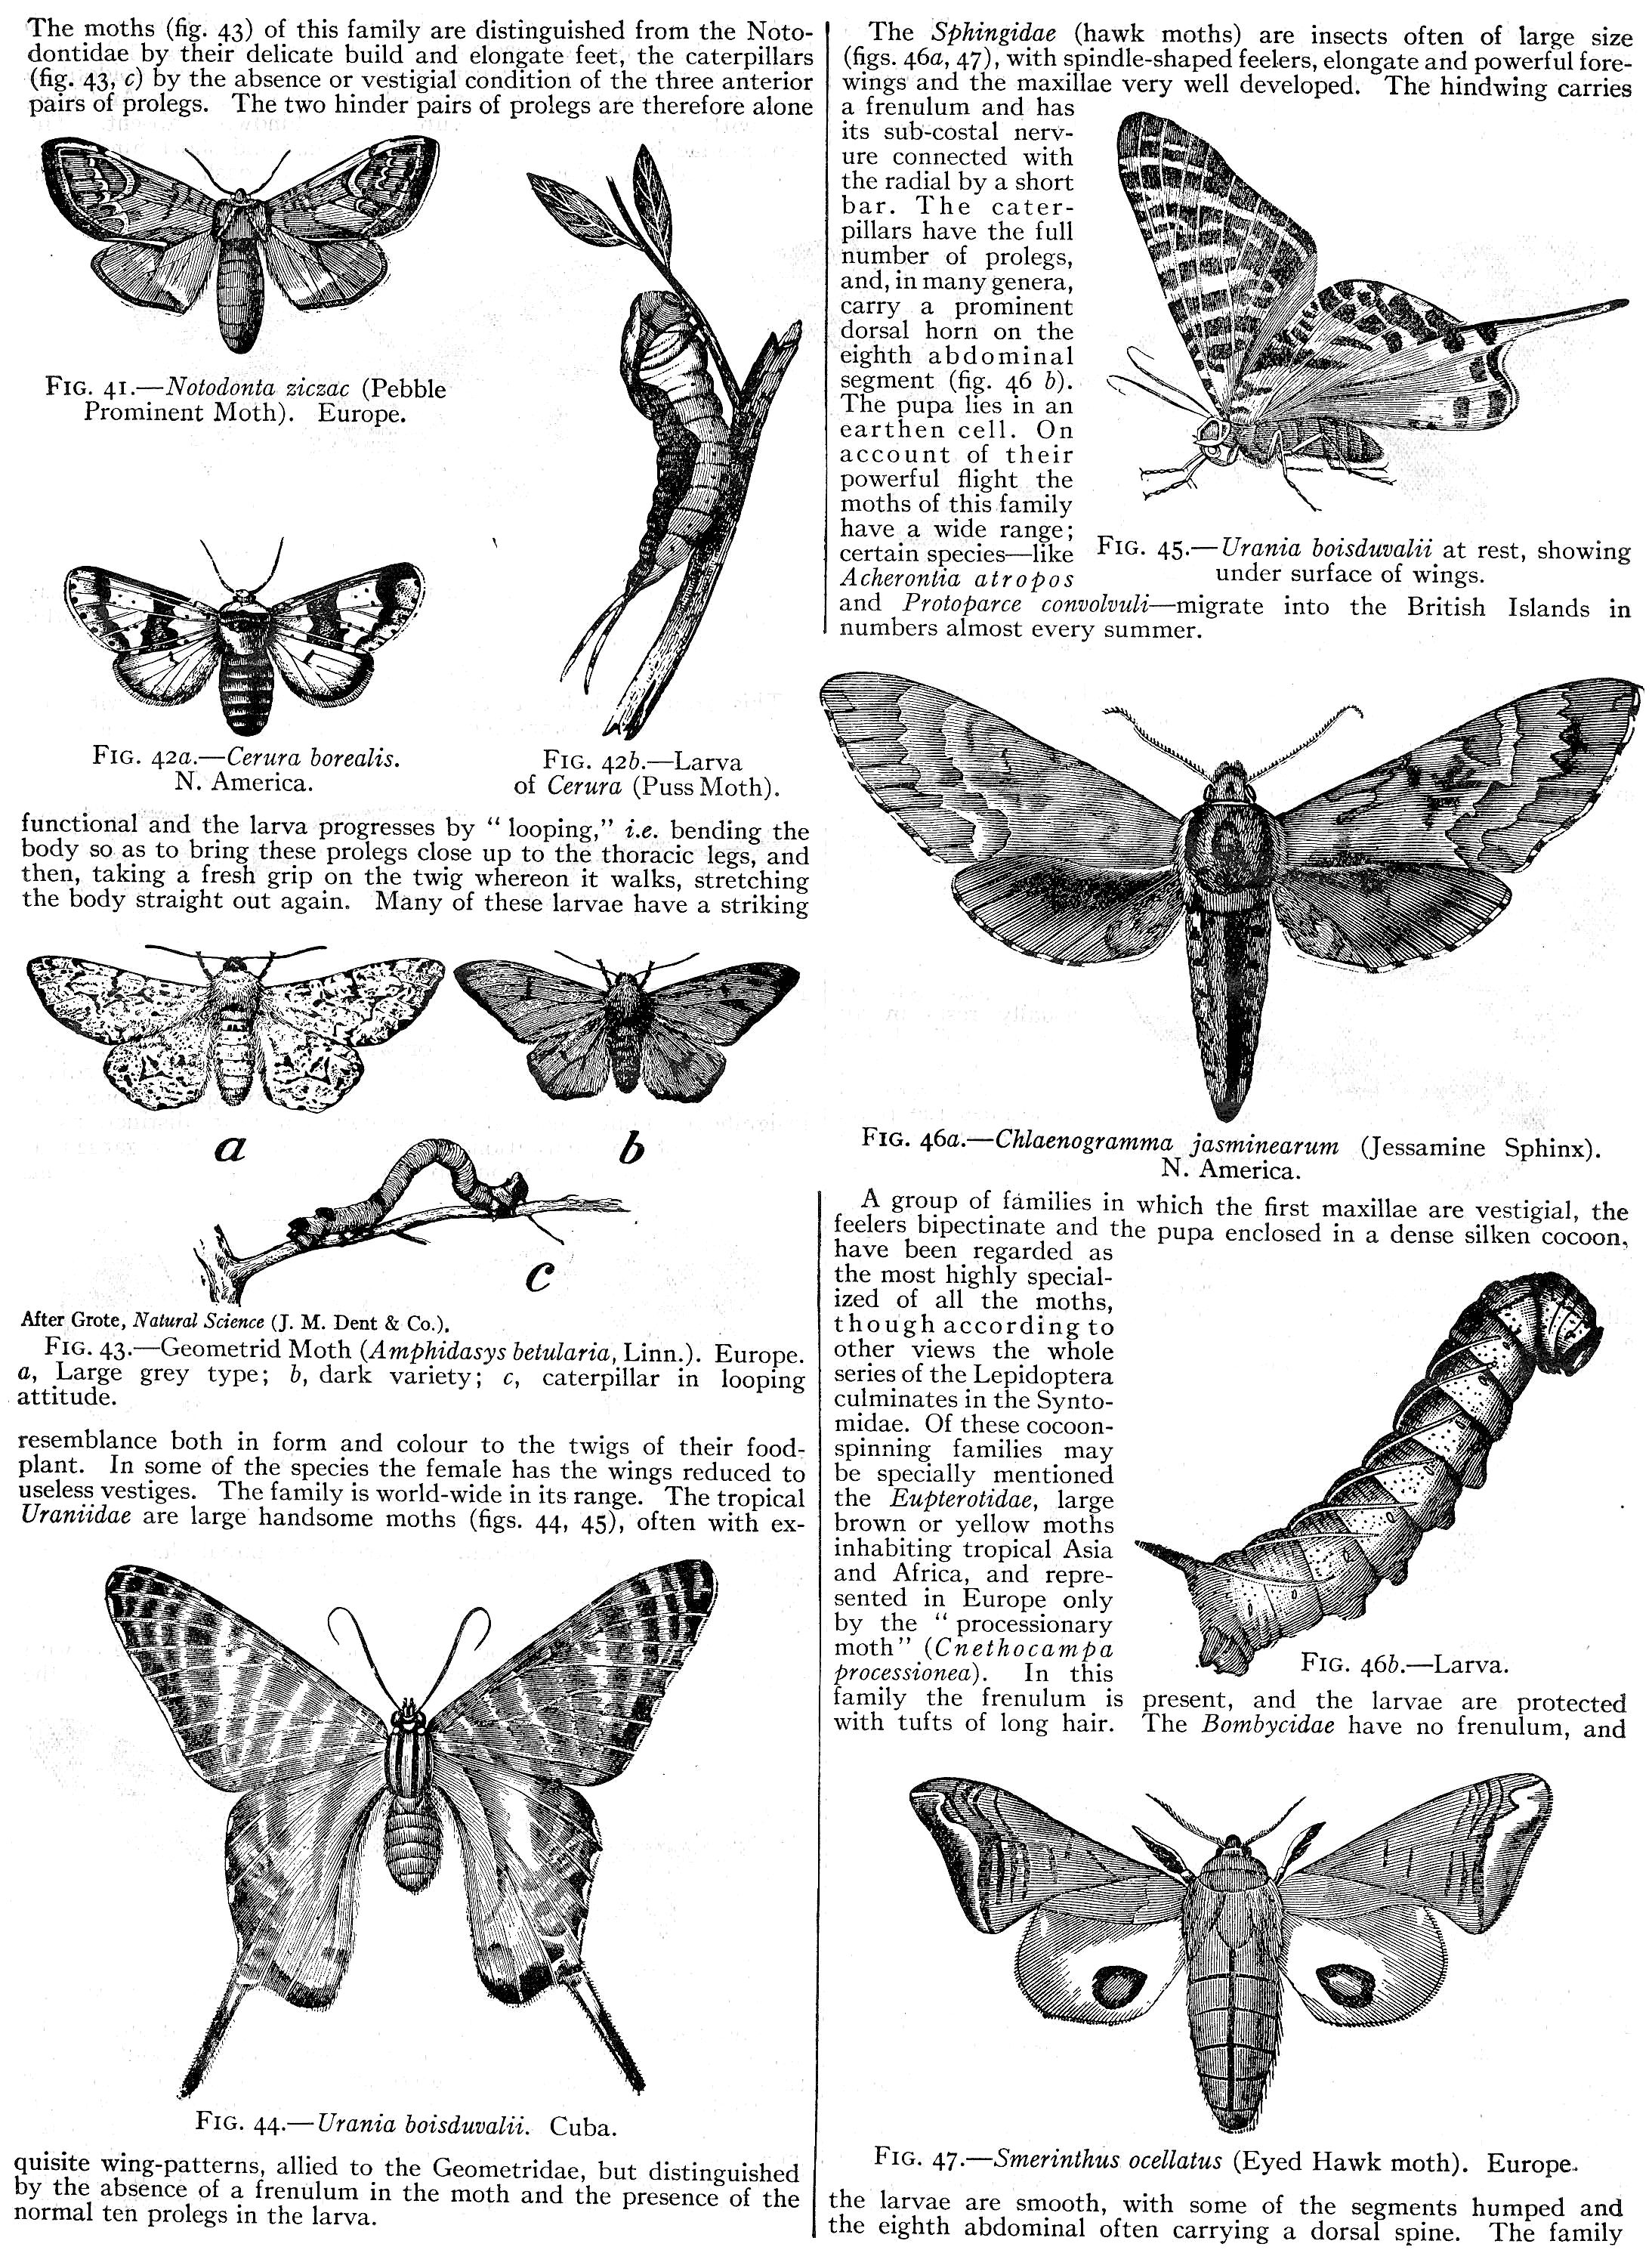 The moths (fig. 43) of this family are distinguished from the Noto-
dontidae by their delicate build and elongate feet, the caterpillars
(fig. 43, c) by the absence or vestigial condition of the three anterior
pairs of prolegs. The two hinder pairs of prolegs are therefore alone
FIG. 41.—Notodonta ziczac (Pebble
Prominent Moth). Europe.
FIG. 42a.—Cerura borealis.
N. America.
FIG. 42b.—Larva
of Cerura (Puss Moth).
functional and the larva progresses by “ looping,” i.e. bending the
body so as to bring these prolegs close up to the thoracic legs, and
then, taking a fresh grip on the twig whereon it walks, stretching
the body straight out again. Many of these larvae have a striking
a
b
c
After Grote, Natural Science (J. M. Dent & Co.).
FIG. 43.—Geometrid Moth (Amphidasys betularia, Linn.). Europe.
a, Large grey type; b, dark variety; c, caterpillar in looping
attitude.
resemblance both in form and colour to the twigs of their food-
plant. In some of the species the female has the wings reduced to
useless vestiges. The family is world-wide in its range. The tropical
Uraniidae are large handsome moths (figs. 44, 45), often with ex-
FIG. 44.—Urania boisduvalii. Cuba.
quisite wing-patterns, allied to the Geometridae, but distinguished
by the absence of a frenulum in the moth and the presence of the
normal ten prolegs in the larva.
The Sphingidae (hawk moths) are insects often of large size
(figs. 46a, 47), with spindle-shaped feelers, elongate and powerful fore-
wings and the maxillae very well developed. The hindwing carries
a frenulum and has
its sub-costal nerv-
ure connected with
the radial by a short
bar. The cater-
pillars have the full
number of prolegs,
and, in many genera,
carry a prominent
dorsal horn on the
eighth abdominal
segment (fig. 46 b).
The pupa lies in an
earthen cell. On
account of their
powerful flight the
moths of this family
have a wide range;
certain species—like
Acherontia atropos
and Protoparce convolvuli—migrate into the British Islands in
numbers almost every summer.
FIG. 45.—Urania boisduvalii at rest, showing
under surface of wings.
FIG. 46a.—Chlaenogramma jasminearum (Jessamine Sphinx).
N. America.
A group of families in which the first maxillae are vestigial, the
feelers bipectinate and the pupa enclosed in a dense silken cocoon,
have been regarded as
the most highly special-
ized of all the moths,
though according to
other views the whole
series of the Lepidoptera
culminates in the Synto-
midae. Of these cocoon-
spinning families may
be specially mentioned
the Eupterotidae, large
brown or yellow moths
inhabiting tropical Asia
and Africa, and repre-
sented in Europe only
by the “ processionary
moth” (Cnethocampa
processionea). In this
family the frenulum is present, and the larvae are protected
with tufts of long hair. The Bombycidae have no frenulum, and
FIG. 46b.—Larva.
FIG. 47.—Smerinthus ocellatus (Eyed Hawk moth). Europe.
the larvae are smooth, with some of the segments humped and
the eighth abdominal often carrying a dorsal spine. The family